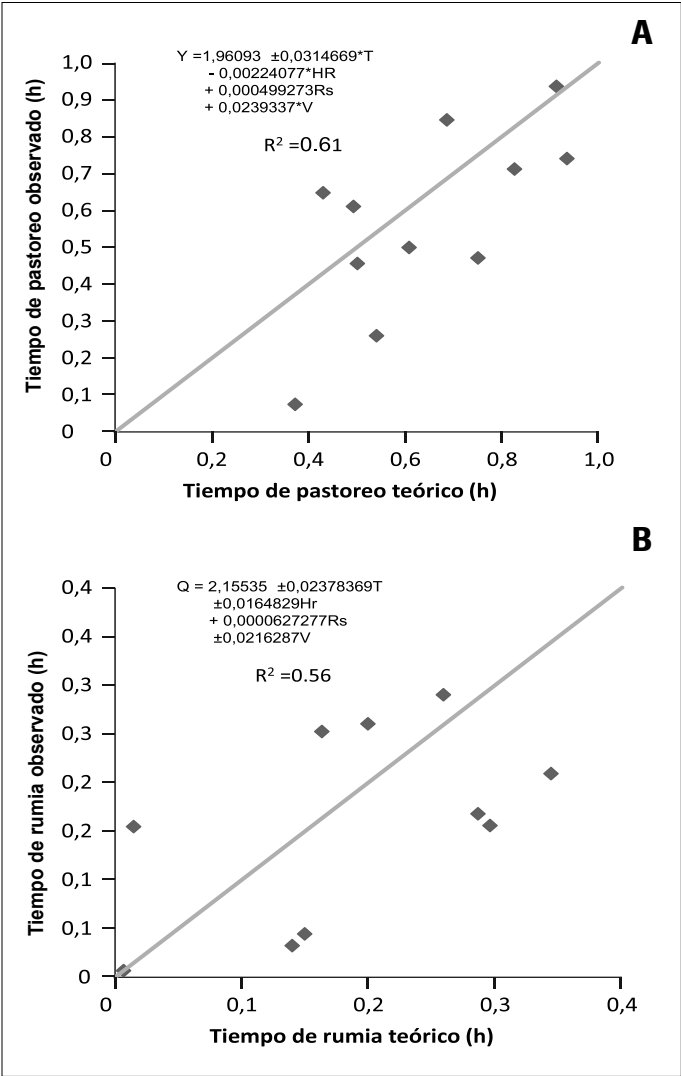 A
Y =1,96093 ±0,0314669*T
- 0,00224077*HR
+ 0,000499273Rs
+ 0,0239337*V
R² =0.61
Tiempo de pastoreo observado (h)
1,0
0,9
0,8
0,7
0,6
0,5
0,4
0,3
0,2
0,1
0
0 0,2 0,4 0,6 0,8 1,0
Tiempo de pastoreo teórico (h)
B
Q = 2,15535 ±0,02378369T
±0,0164829Hr
+ 0,0000627277Rs
±0,0216287V
R² =0.56
Tiempo de rumia observado (h)
0,4
0,4
0,3
0,3
0,2
0,2
0,1
0,1
0
0 0,1 0,2 0,3 0,4
Tiempo de rumia teórico (h)